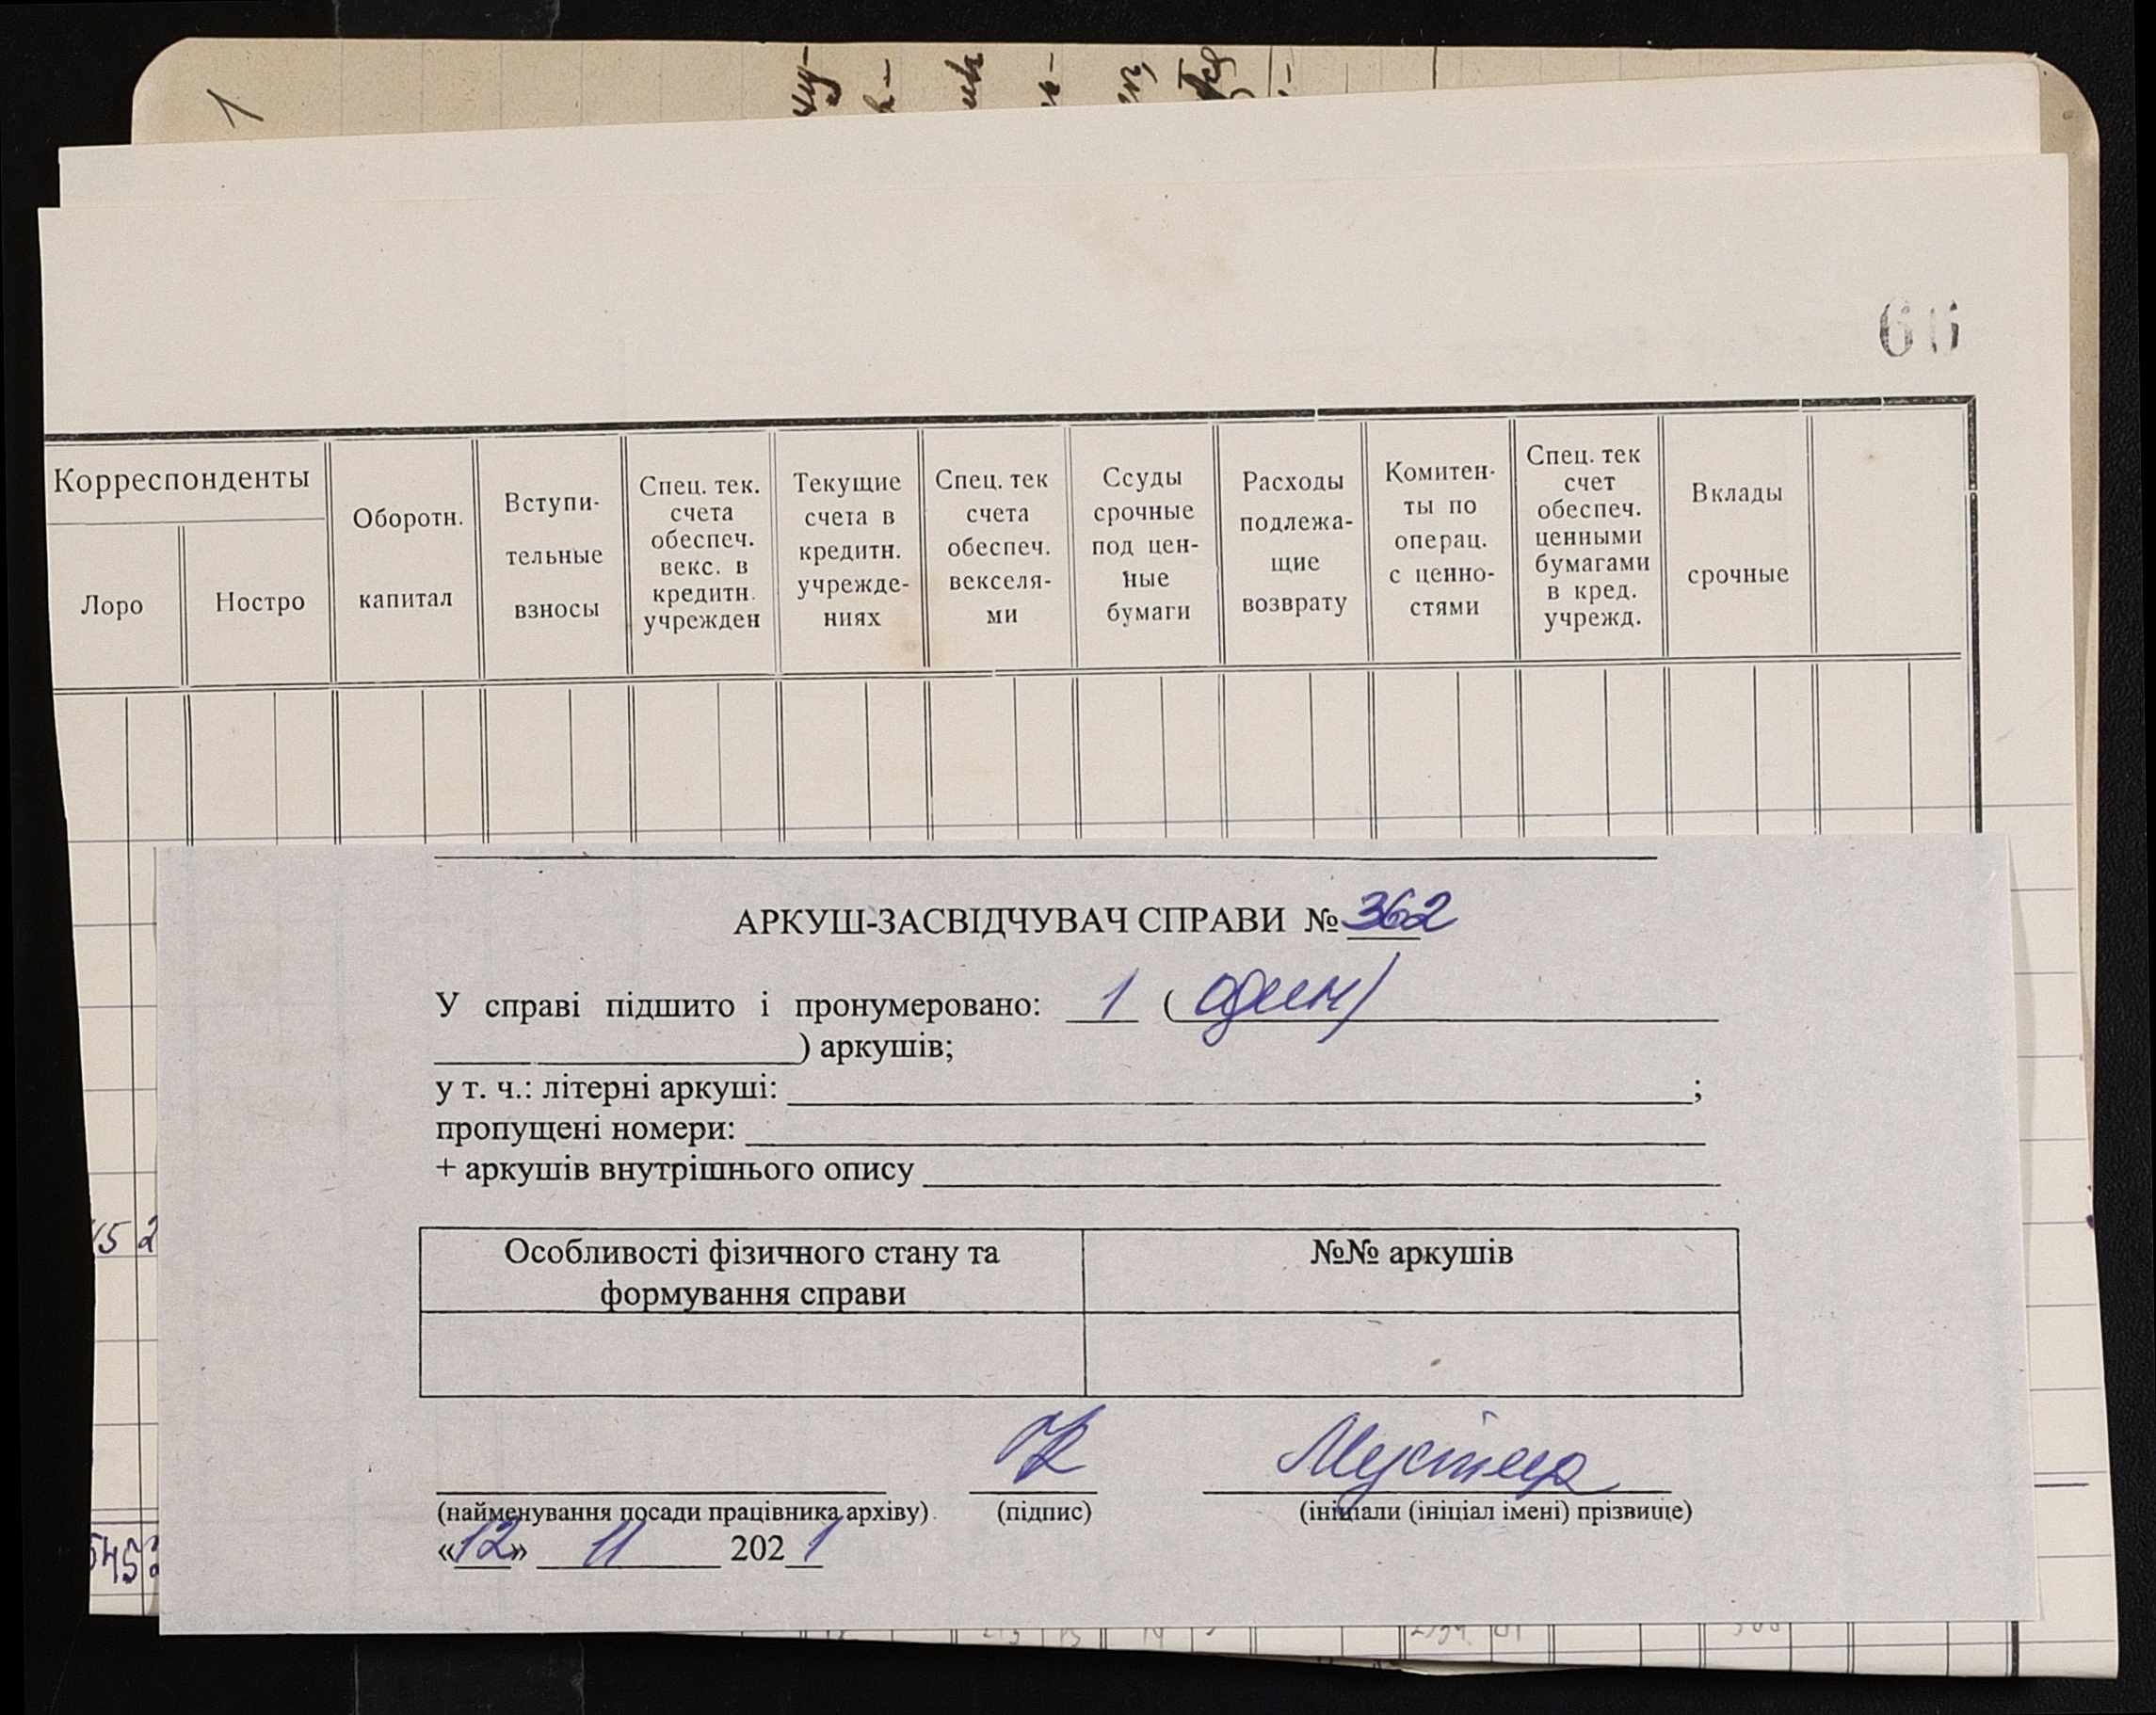 1
66
Корреспонденты
Лоро
Ностро
Оборотн.
капитал
Вступи-
тельные
взносы
Спец. тек.
счета
обеспеч.
векс. в
кредитн.
учрежден
Текущие
счета в
кредитн.
учрежде-
ниях
Спец. тек
счета
обеспеч.
векселя-
ми
Ссуды
срочные
под цен-
ные
бумаги
Расходы
подлежа-
щие
возврату
Комитен-
ты по
операц.
с ценно-
стями
Спец. тек
счет
обеспеч.
ценными
бумагами
в кред.
учрежд.
Вклады
срочные
АРКУШ-ЗАСВІДЧУВАЧ СПРАВИ № 362
У справі підшито і пронумеровано: 1 (один)
) аркушів;
у т. ч.: літерні аркуші: ;
пропущені номери:
+ аркушів внутрішнього опису
Особливості фізичного стану та
формування справи
№№ аркушів
(найменування посади працівника архіву)
(підпис)
(ініціали (ініціал імені) прізвище)
«12» 11 2021